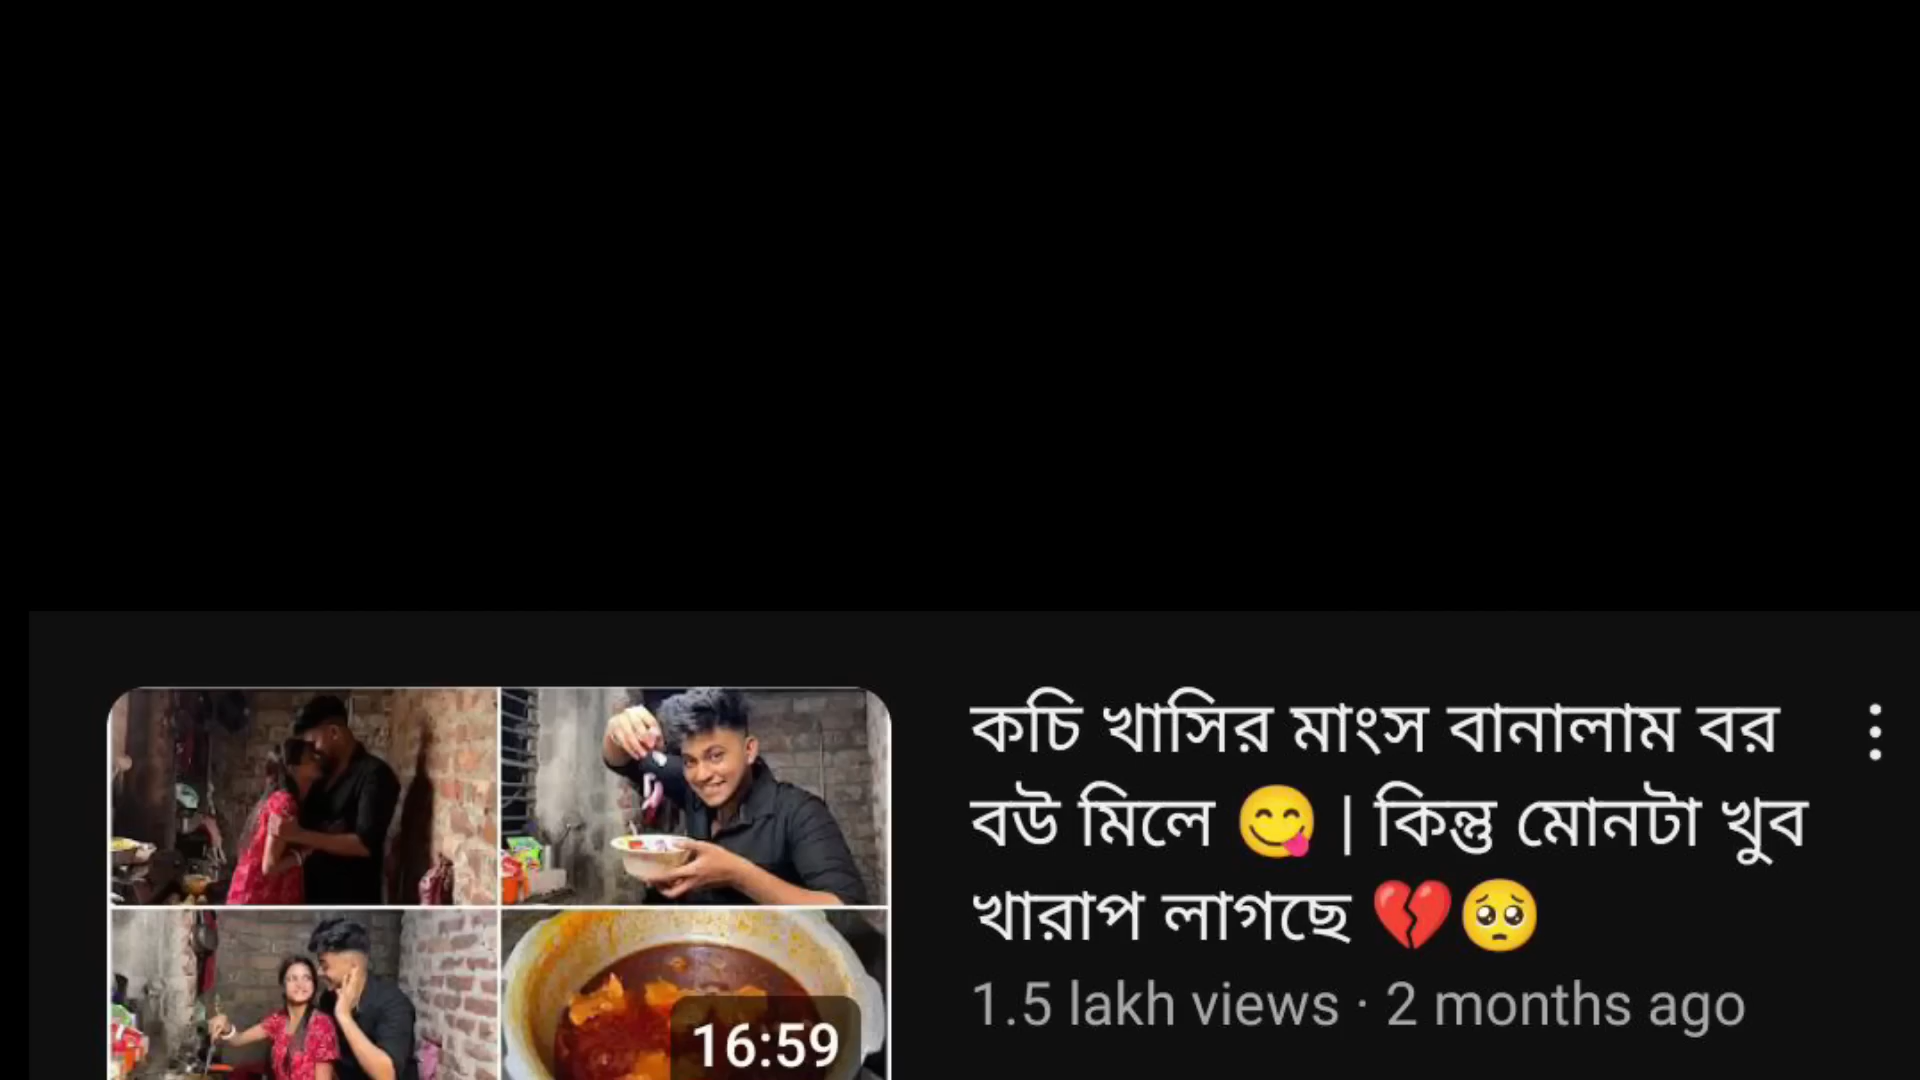 কচি খাসির মাংস বানালাম বর
বউ মিলে 😋 | কিন্তু মোনটা খুব
খারাপ লাগছে 💔🥺
1.5 lakh views · 2 months ago
16:59